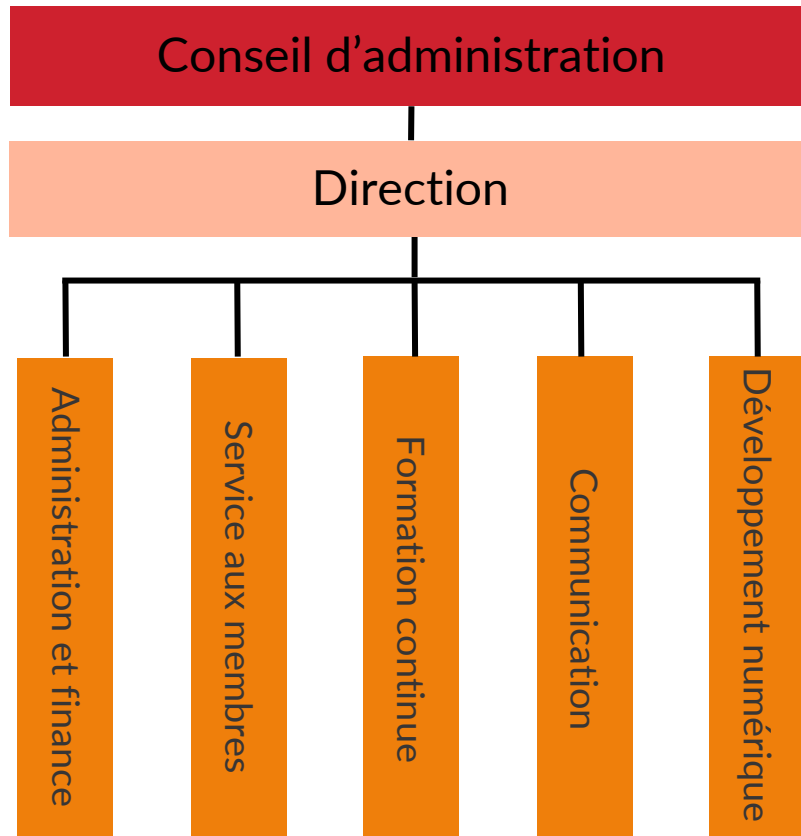 Conseil d’administration
Direction
Administration et finance
Service aux membres
Formation continue
Communication
Développement numérique